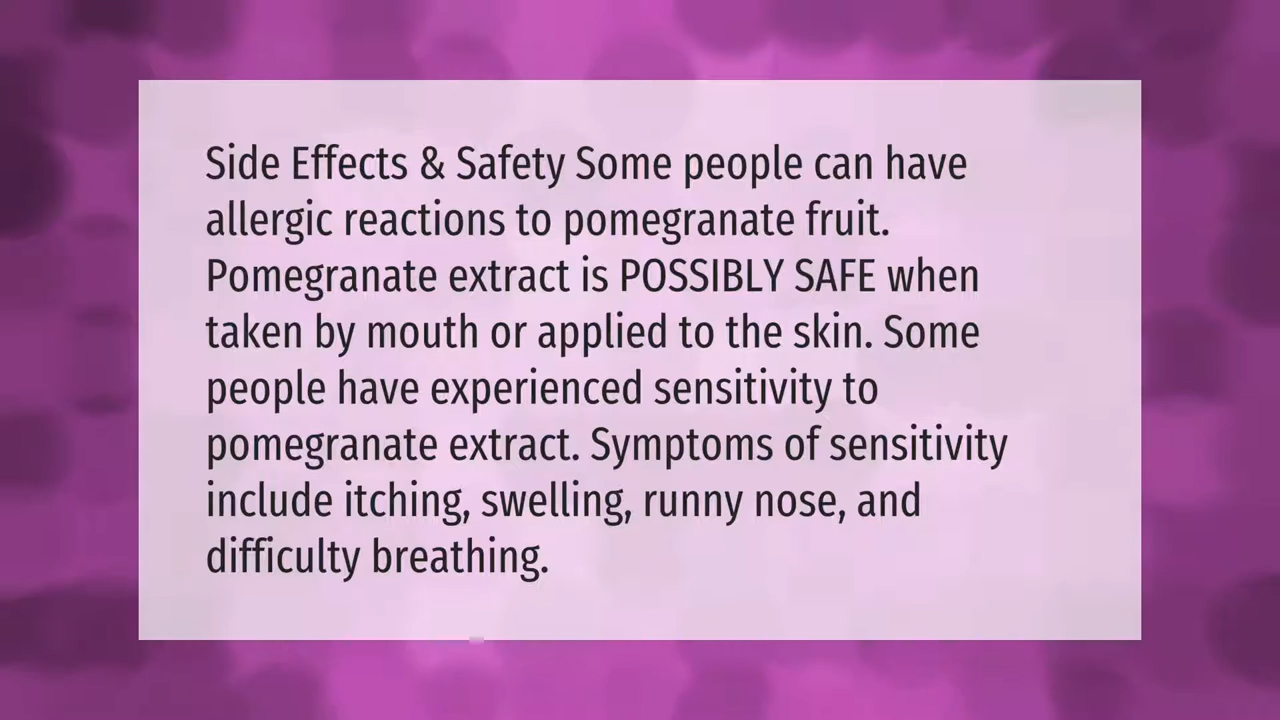 Side Effects & Safety Some people can have
allergic reactions to pomegranate fruit.
Pomegranate extract is POSSIBLY SAFE when
taken by mouth or applied to the skin. Some
people have experienced sensitivity to
pomegranate extract. Symptoms of sensitivity
include itching, swelling, runny nose, and
difficulty breathing.